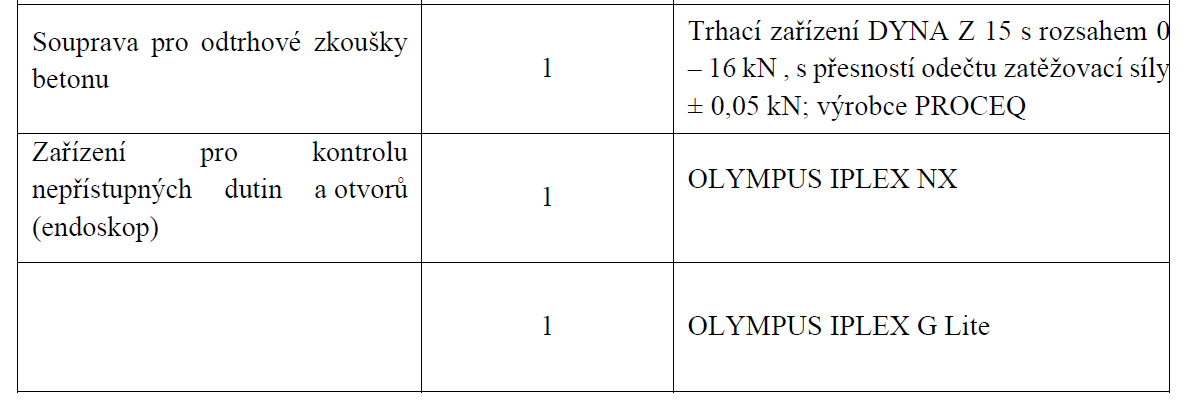 Souprava pro odtrhové zkoušky
betonu
1
Trhací zařízení DYNA Z 15 s rozsahem 0
– 16 kN , s přesností odečtu zatěžovací síly
± 0,05 kN; výrobce PROCEQ
Zařízení pro kontrolu
nepřístupných dutin a otvorů
(endoskop)
1
OLYMPUS IPLEX NX
1
OLYMPUS IPLEX G Lite